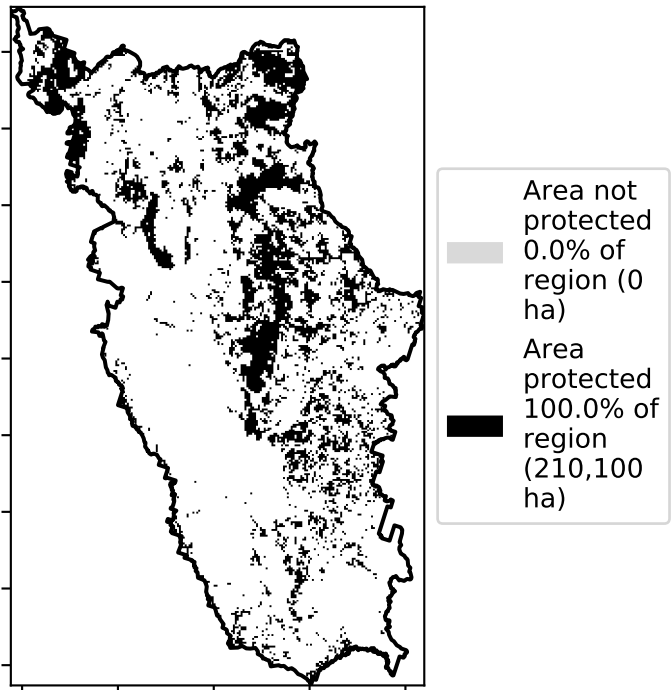 Area not
protected
0.0% of
region (0
ha)
Area
protected
100.0% of
region
(210,100
ha)